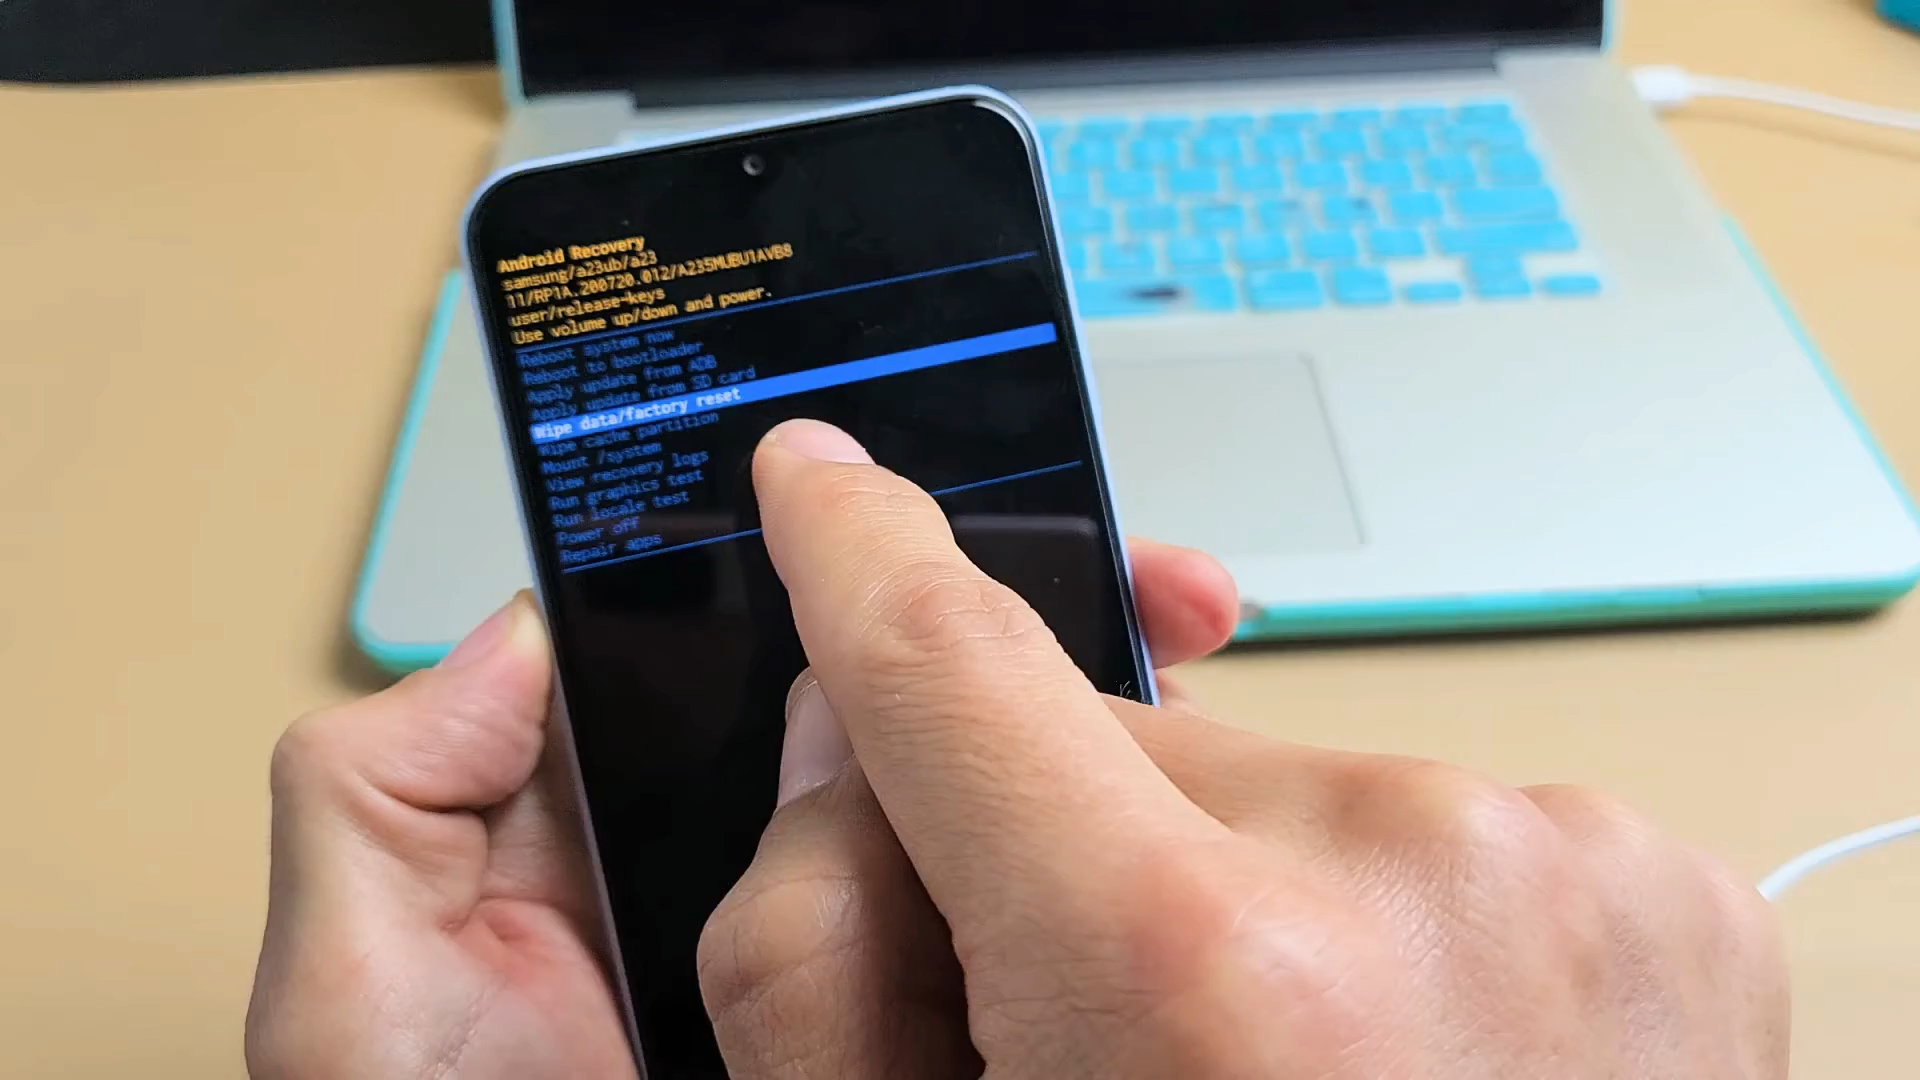 Android Recovery
samsung/a23ub/a23
11/RP1A.200720.012/A235MUBU1AVB8
user/release-keys
Use volume up/down and power.
Reboot system now
Reboot to bootloader
Apply update from ADB
Apply update from SD card
Wipe data/factory reset
Wipe cache partition
Mount /system
View recovery logs
Run graphics test
Run locale test
Power off
Repair apps